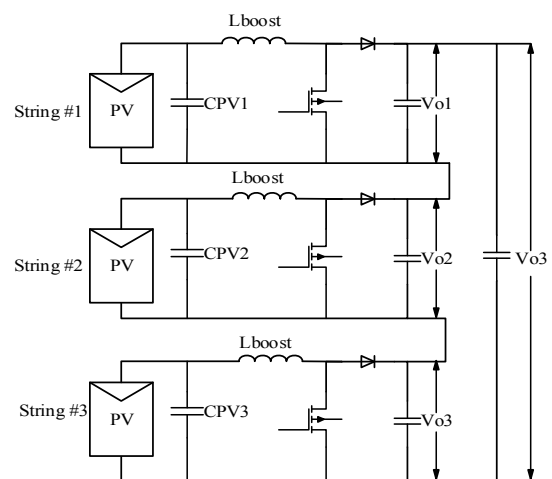 Lboost
String #1
PV
CPV1
Vo1
Lboost
String #2
PV
CPV2
Vo2
Vo3
Lboost
String #3
PV
CPV3
Vo3